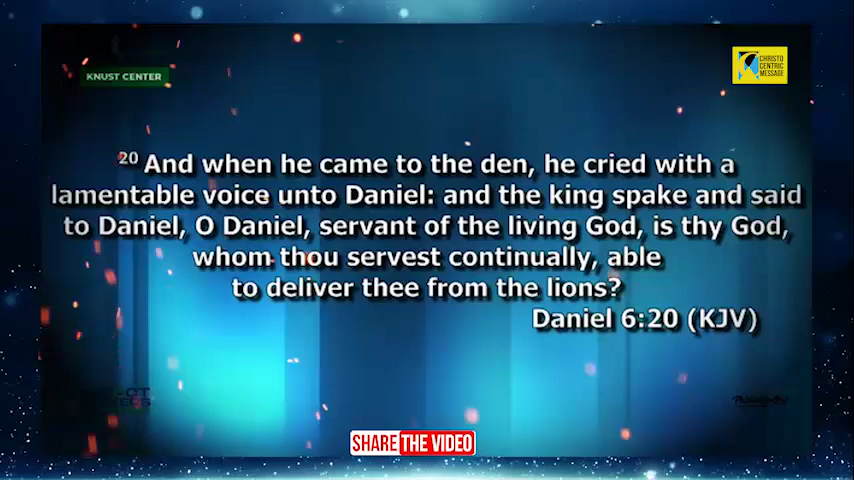 KNUST CENTER
CHRISTO
CENTRIC
MESSAGE
20 And when he came to the den, he cried with a
lamentable voice unto Daniel: and the king spake and said
to Daniel, O Daniel, servant of the living God, is thy God,
whom thou servest continually, able
to deliver thee from the lions?
Daniel 6:20 (KJV)
SHARE THE VIDEO